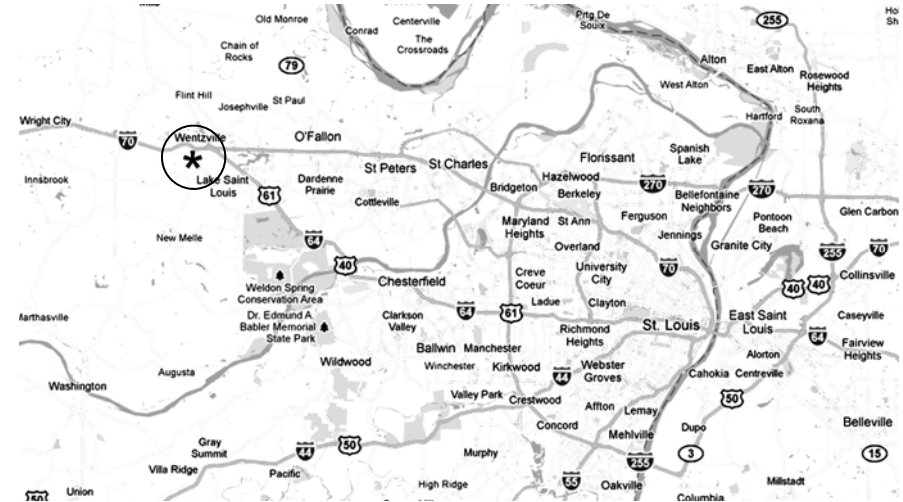 Old Monroe
Centerville
Prtg De
Souix
255
Conrad
The
Crossroads
Chain of
Rocks
79
Alton
East Alton
Rosewood
Heights
West Alton
Flint Hill
Josephville
St Paul
Hartford
South
Roxana
Wright City
70
Wentzville
*
O'Fallon
St Peters
St Charles
Florissant
Spanish
Lake
Innsbrook
Lake Saint
Louis
61
Dardenne
Prairie
Cottleville
Bridgeton
Hazelwood
Berkeley
270
Bellefontaine
Neighbors
270
Maryland
Heights
St Ann
Ferguson
Pontoon
Beach
Glen Carbon
New Melle
64
Overland
Jennings
Granite City
255
70
40
Weldon Spring
Conservation Area
Chesterfield
Creve
Coeur
University
City
70
40
40
Collinsville
Marthasville
Dr. Edmund A.
Babler Memorial
State Park
Clarkson
Valley
64
61
Ladue
Clayton
St. Louis
East Saint
Louis
Caseyville
64
Richmond
Heights
Fairview
Heights
Wildwood
Ballwin
Manchester
Winchester
Kirkwood
Webster
Groves
44
Alorton
Cahokia
Centreville
Augusta
Washington
Valley Park
Crestwood
Affton
Lemay
50
Concord
Mehlville
Dupo
Belleville
Gray
Summit
44
50
Murphy
255
3
15
Villa Ridge
Pacific
High Ridge
55
Oakville
Millstadt
50
Union
Columbia